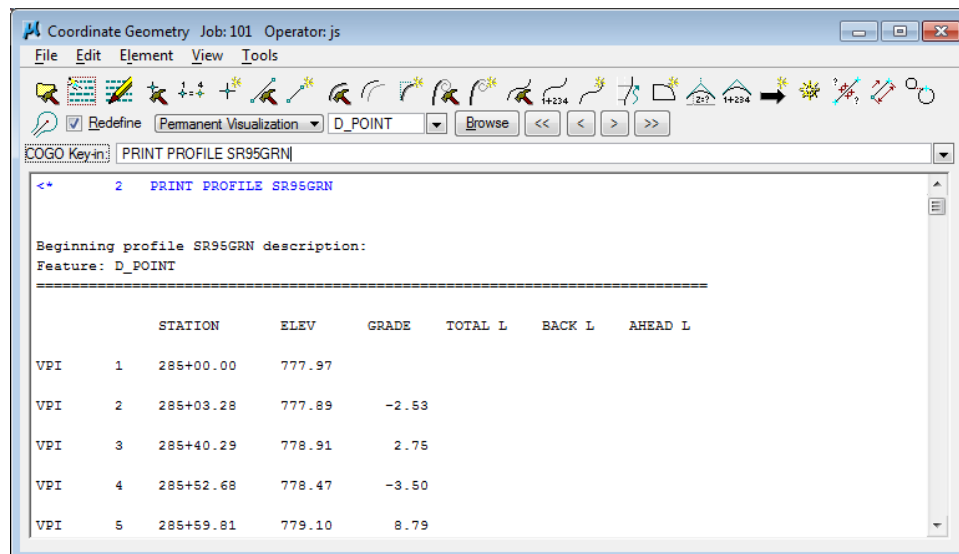 Coordinate Geometry Job: 101 Operator: js
File Edit Element View Tools
1+234 z=? 1+234
Redefine Permanent Visualization D_POINT Browse << < > >>
COGO Key-in: PRINT PROFILE SR95GRN
<* 2 PRINT PROFILE SR95GRN
Beginning profile SR95GRN description:
Feature: D_POINT
==============================================================================
STATION ELEV GRADE TOTAL L BACK L AHEAD L
VPI 1 285+00.00 777.97
VPI 2 285+03.28 777.89 -2.53
VPI 3 285+40.29 778.91 2.75
VPI 4 285+52.68 778.47 -3.50
VPI 5 285+59.81 779.10 8.79